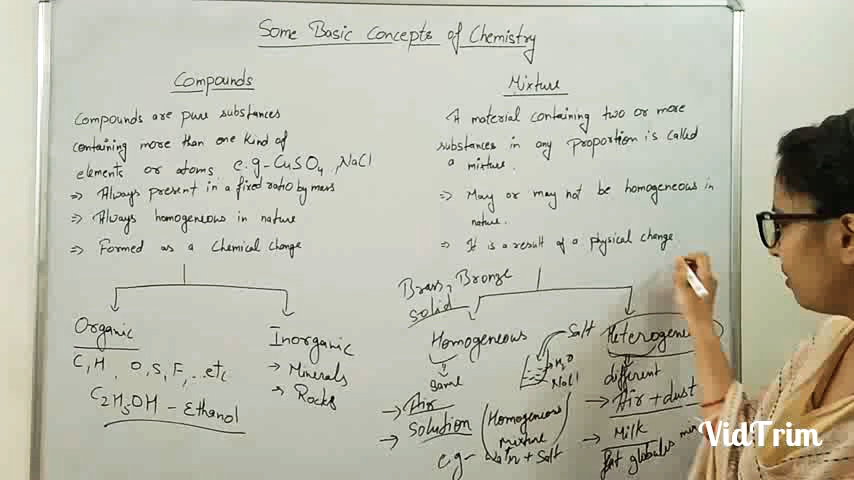 Some Basic Concepts of Chemistry
Compounds
Compounds are pure substances
containing more than one kind of
elements or atoms e.g - CuSO4, NaCl
⇒ Always present in a fixed ratio by mass
⇒ Always homogeneous in nature
⇒ Formed as a Chemical change
Organic
C, H, O, S, F, ...etc
C2H5OH - Ethanol
Inorganic
→ Minerals
→ Rocks
Mixture
A material containing two or more
substances in any proportion is called
a mixture.
⇒ May or may not be homogeneous in
nature.
⇒ It is a result of a physical change
Brass, Bronze
Solid
Homogeneous
same
→ Air
→ Solution
(Homogeneous
mixture)
e.g - Water + Salt
Salt
H2O
NaCl
Heterogene
different
→ Air + dust
→ Milk
Fat globules
VidTrim